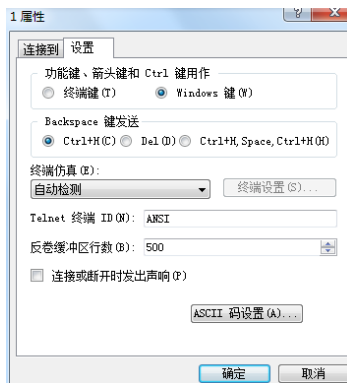 1 属性
连接到 设置
功能键、箭头键和 Ctrl 键用作
终端键(T) Windows 键(W)
Backspace 键发送
Ctrl+H(C) Del(D) Ctrl+H, Space, Ctrl+H(H)
终端仿真(E):
自动检测 终端设置(S)...
Telnet 终端 ID(N): ANSI
反卷缓冲区行数(B): 500
连接或断开时发出声响(P)
ASCII 码设置(A)...
确定 取消